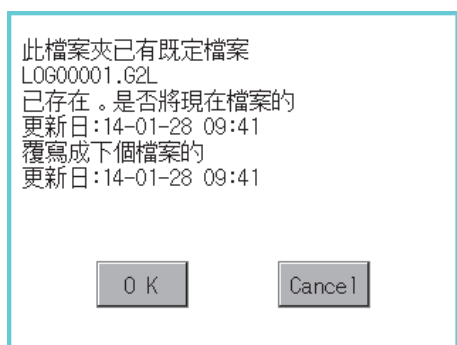 此檔案夾已有既定檔案
LOG00001.G2L
已存在。是否將現在檔案的
更新日:14-01-28 09:41
覆寫成下個檔案的
更新日:14-01-28 09:41
OK
Cancel